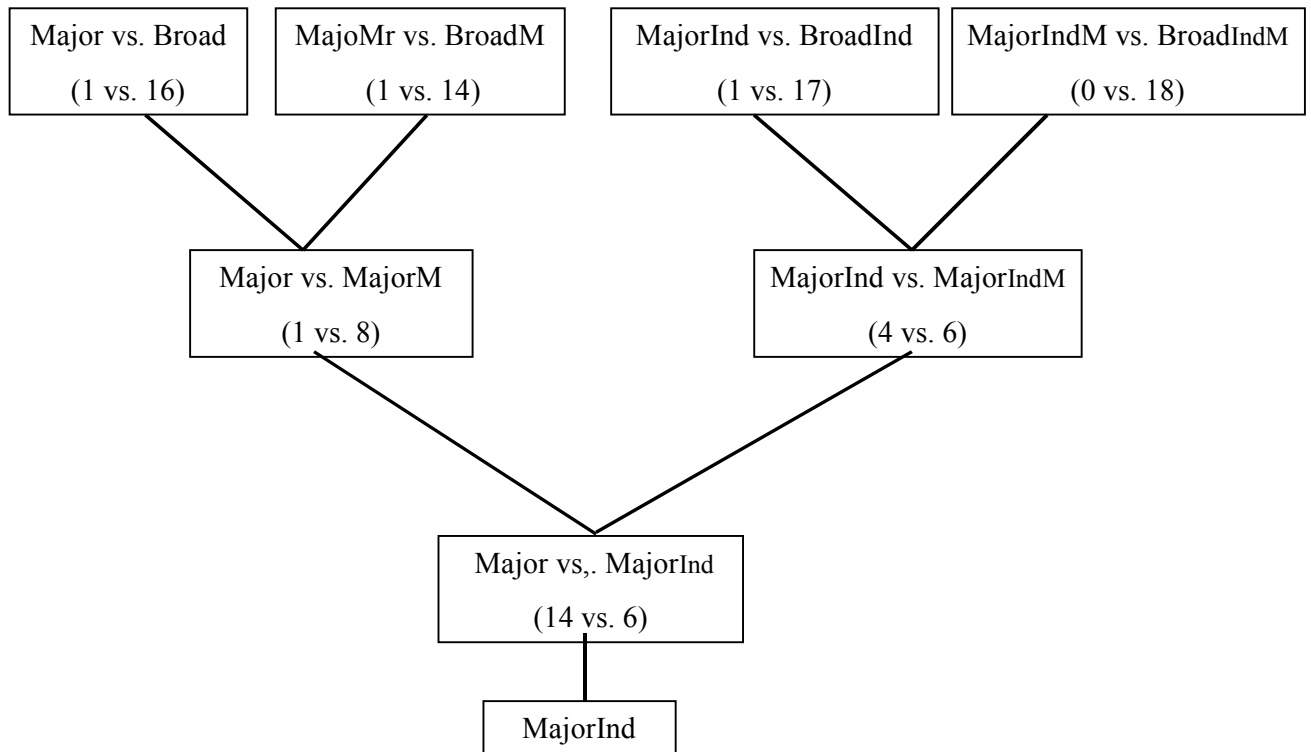 Major vs. Broad
(1 vs. 16)
MajoMr vs. BroadM
(1 vs. 14)
MajorInd vs. BroadInd
(1 vs. 17)
MajorIndM vs. BroadIndM
(0 vs. 18)
Major vs. MajorM
(1 vs. 8)
MajorInd vs. MajorIndM
(4 vs. 6)
Major vs,. MajorInd
(14 vs. 6)
MajorInd